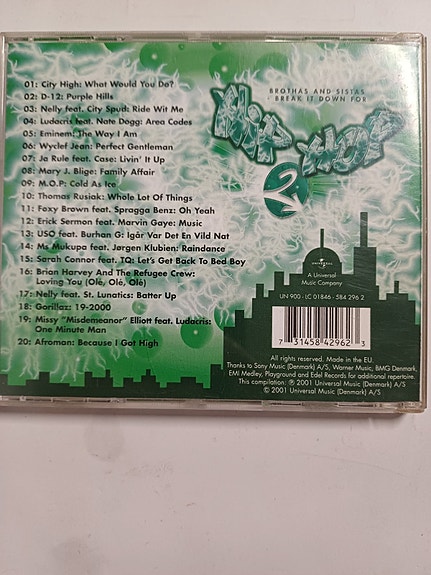 BROTHAS AND SISTAS
BREAK IT DOWN FOR
HIP
HOP
2
01: City High: What Would You Do?
02: D-12: Purple Hills
03: Nelly feat. City Spud: Ride Wit Me
04: Ludacris feat. Nate Dogg: Area Codes
05: Eminem: The Way I Am
06: Wyclef Jean: Perfect Gentleman
07: Ja Rule feat. Case: Livin' It Up
08: Mary J. Blige: Family Affair
09: M.O.P: Cold As Ice
10: Thomas Rusiak: Whole Lot Of Things
11: Foxy Brown feat. Spragga Benz: Oh Yeah
12: Erick Sermon feat. Marvin Gaye: Music
13: USO feat. Burhan G: Igår Var Det En Vild Nat
14: Ms Mukupa feat. Jørgen Klubien: Raindance
15: Sarah Connor feat. TQ: Let's Get Back To Bed Boy
16: Brian Harvey And The Refugee Crew:
Loving You (Olé, Olé, Olé)
17: Nelly feat. St. Lunatics: Batter Up
18: Gorillaz: 19-2000
19: Missy "Misdemeanor" Elliott feat. Ludacris:
One Minute Man
20: Afroman: Because I Got High
UNIVERSAL
A Universal
Music Company
UN 900 · LC 01846 · 584 296 2
7 31458 42962 3
All rights reserved. Made in the EU.
Thanks to Sony Music (Denmark) A/S, Warner Music, BMG Denmark,
EMI Medley, Playground and Edel Records for additional repertoire.
This compilation: ℗ 2001 Universal Music (Denmark) A/S
© 2001 Universal Music (Denmark) A/S